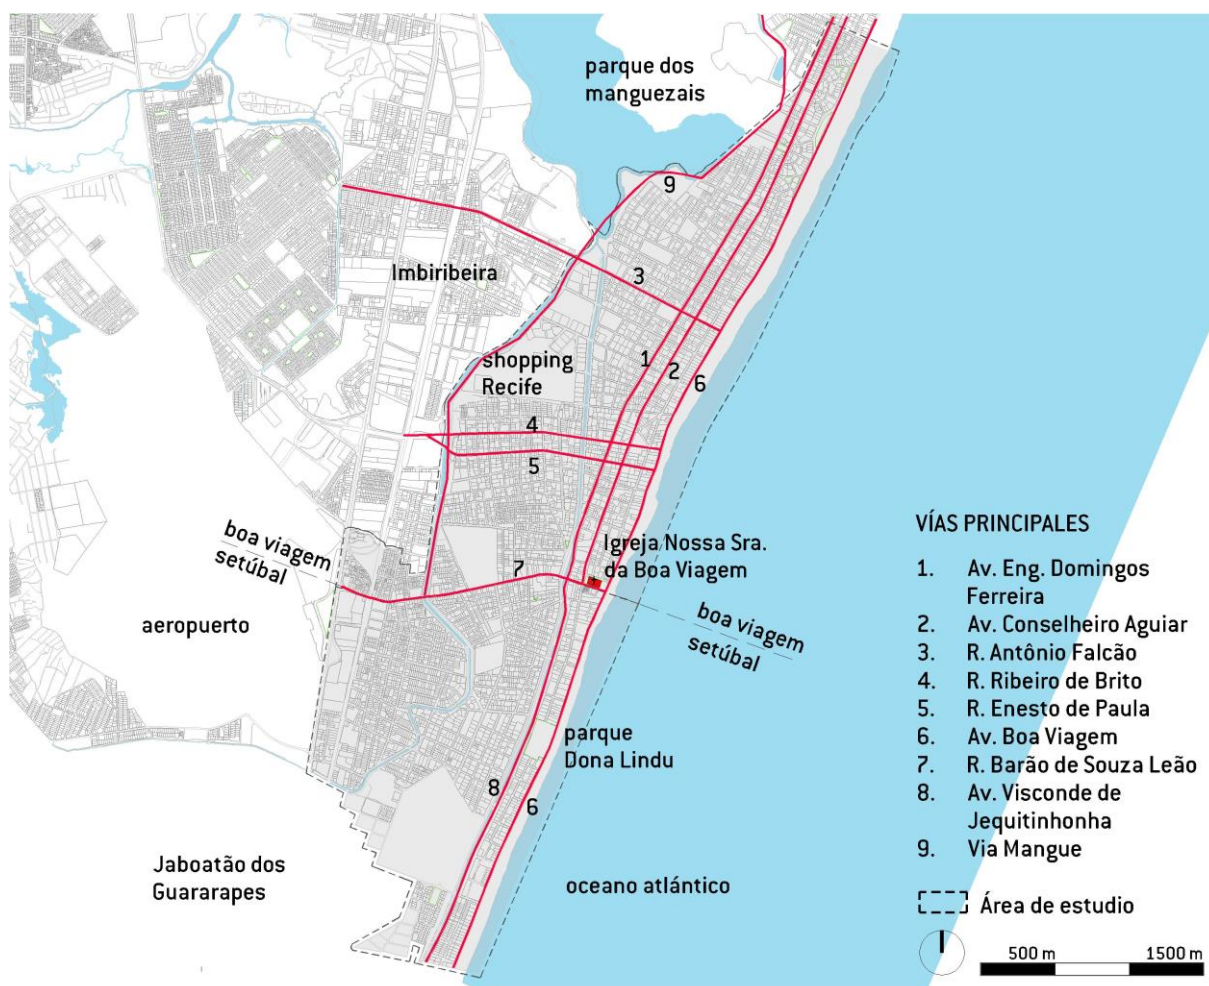 parque dos
manguezais
9
3
Imbiribeira
shopping
Recife
1
2
6
4
5
boa viagem
setúbal
7
Igreja Nossa Sra.
da Boa Viagem
boa viagem
setúbal
aeropuerto
parque
Dona Lindu
8
6
Jaboatão dos
Guararapes
oceano atlántico
VÍAS PRINCIPALES
1. Av. Eng. Domingos
Ferreira
2. Av. Conselheiro Aguiar
3. R. Antônio Falcão
4. R. Ribeiro de Brito
5. R. Enesto de Paula
6. Av. Boa Viagem
7. R. Barão de Souza Leão
8. Av. Visconde de
Jequitinhonha
9. Via Mangue
Área de estudio
500 m 1500 m